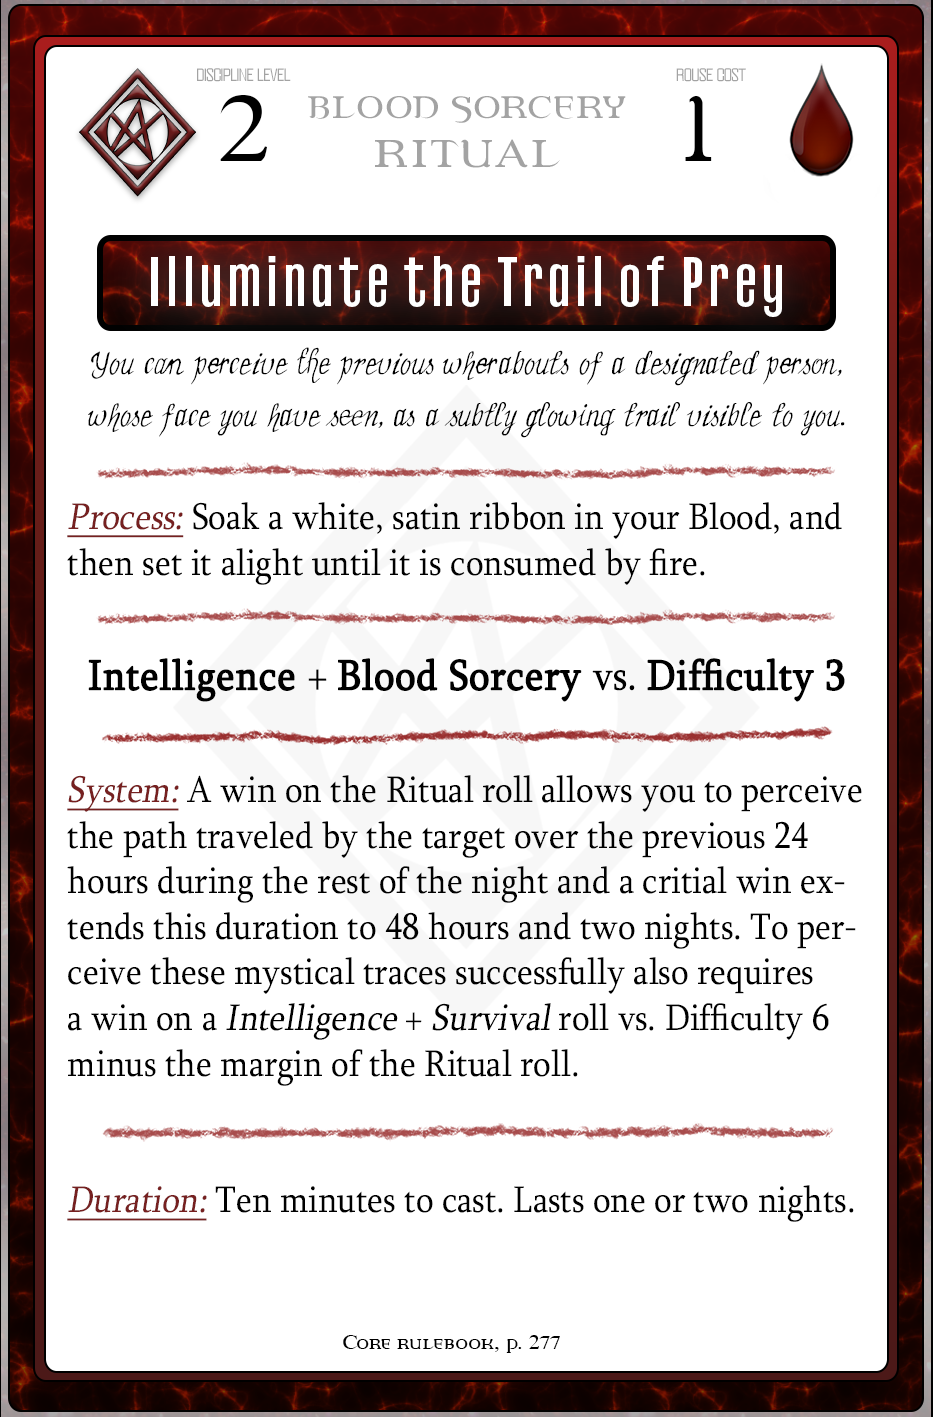 DISCIPLINE LEVEL
2
BLOOD SORCERY
RITUAL
ROUSE COST
1
Illuminate the Trail of Prey
You can perceive the previous wherabouts of a designated person,
whose face you have seen, as a subtly glowing trail visible to you.
Process: Soak a white, satin ribbon in your Blood, and
then set it alight until it is consumed by fire.
Intelligence + Blood Sorcery vs. Difficulty 3
System: A win on the Ritual roll allows you to perceive
the path traveled by the target over the previous 24
hours during the rest of the night and a critial win ex-
tends this duration to 48 hours and two nights. To per-
ceive these mystical traces successfully also requires
a win on a Intelligence + Survival roll vs. Difficulty 6
minus the margin of the Ritual roll.
Duration: Ten minutes to cast. Lasts one or two nights.
Core rulebook, p. 277